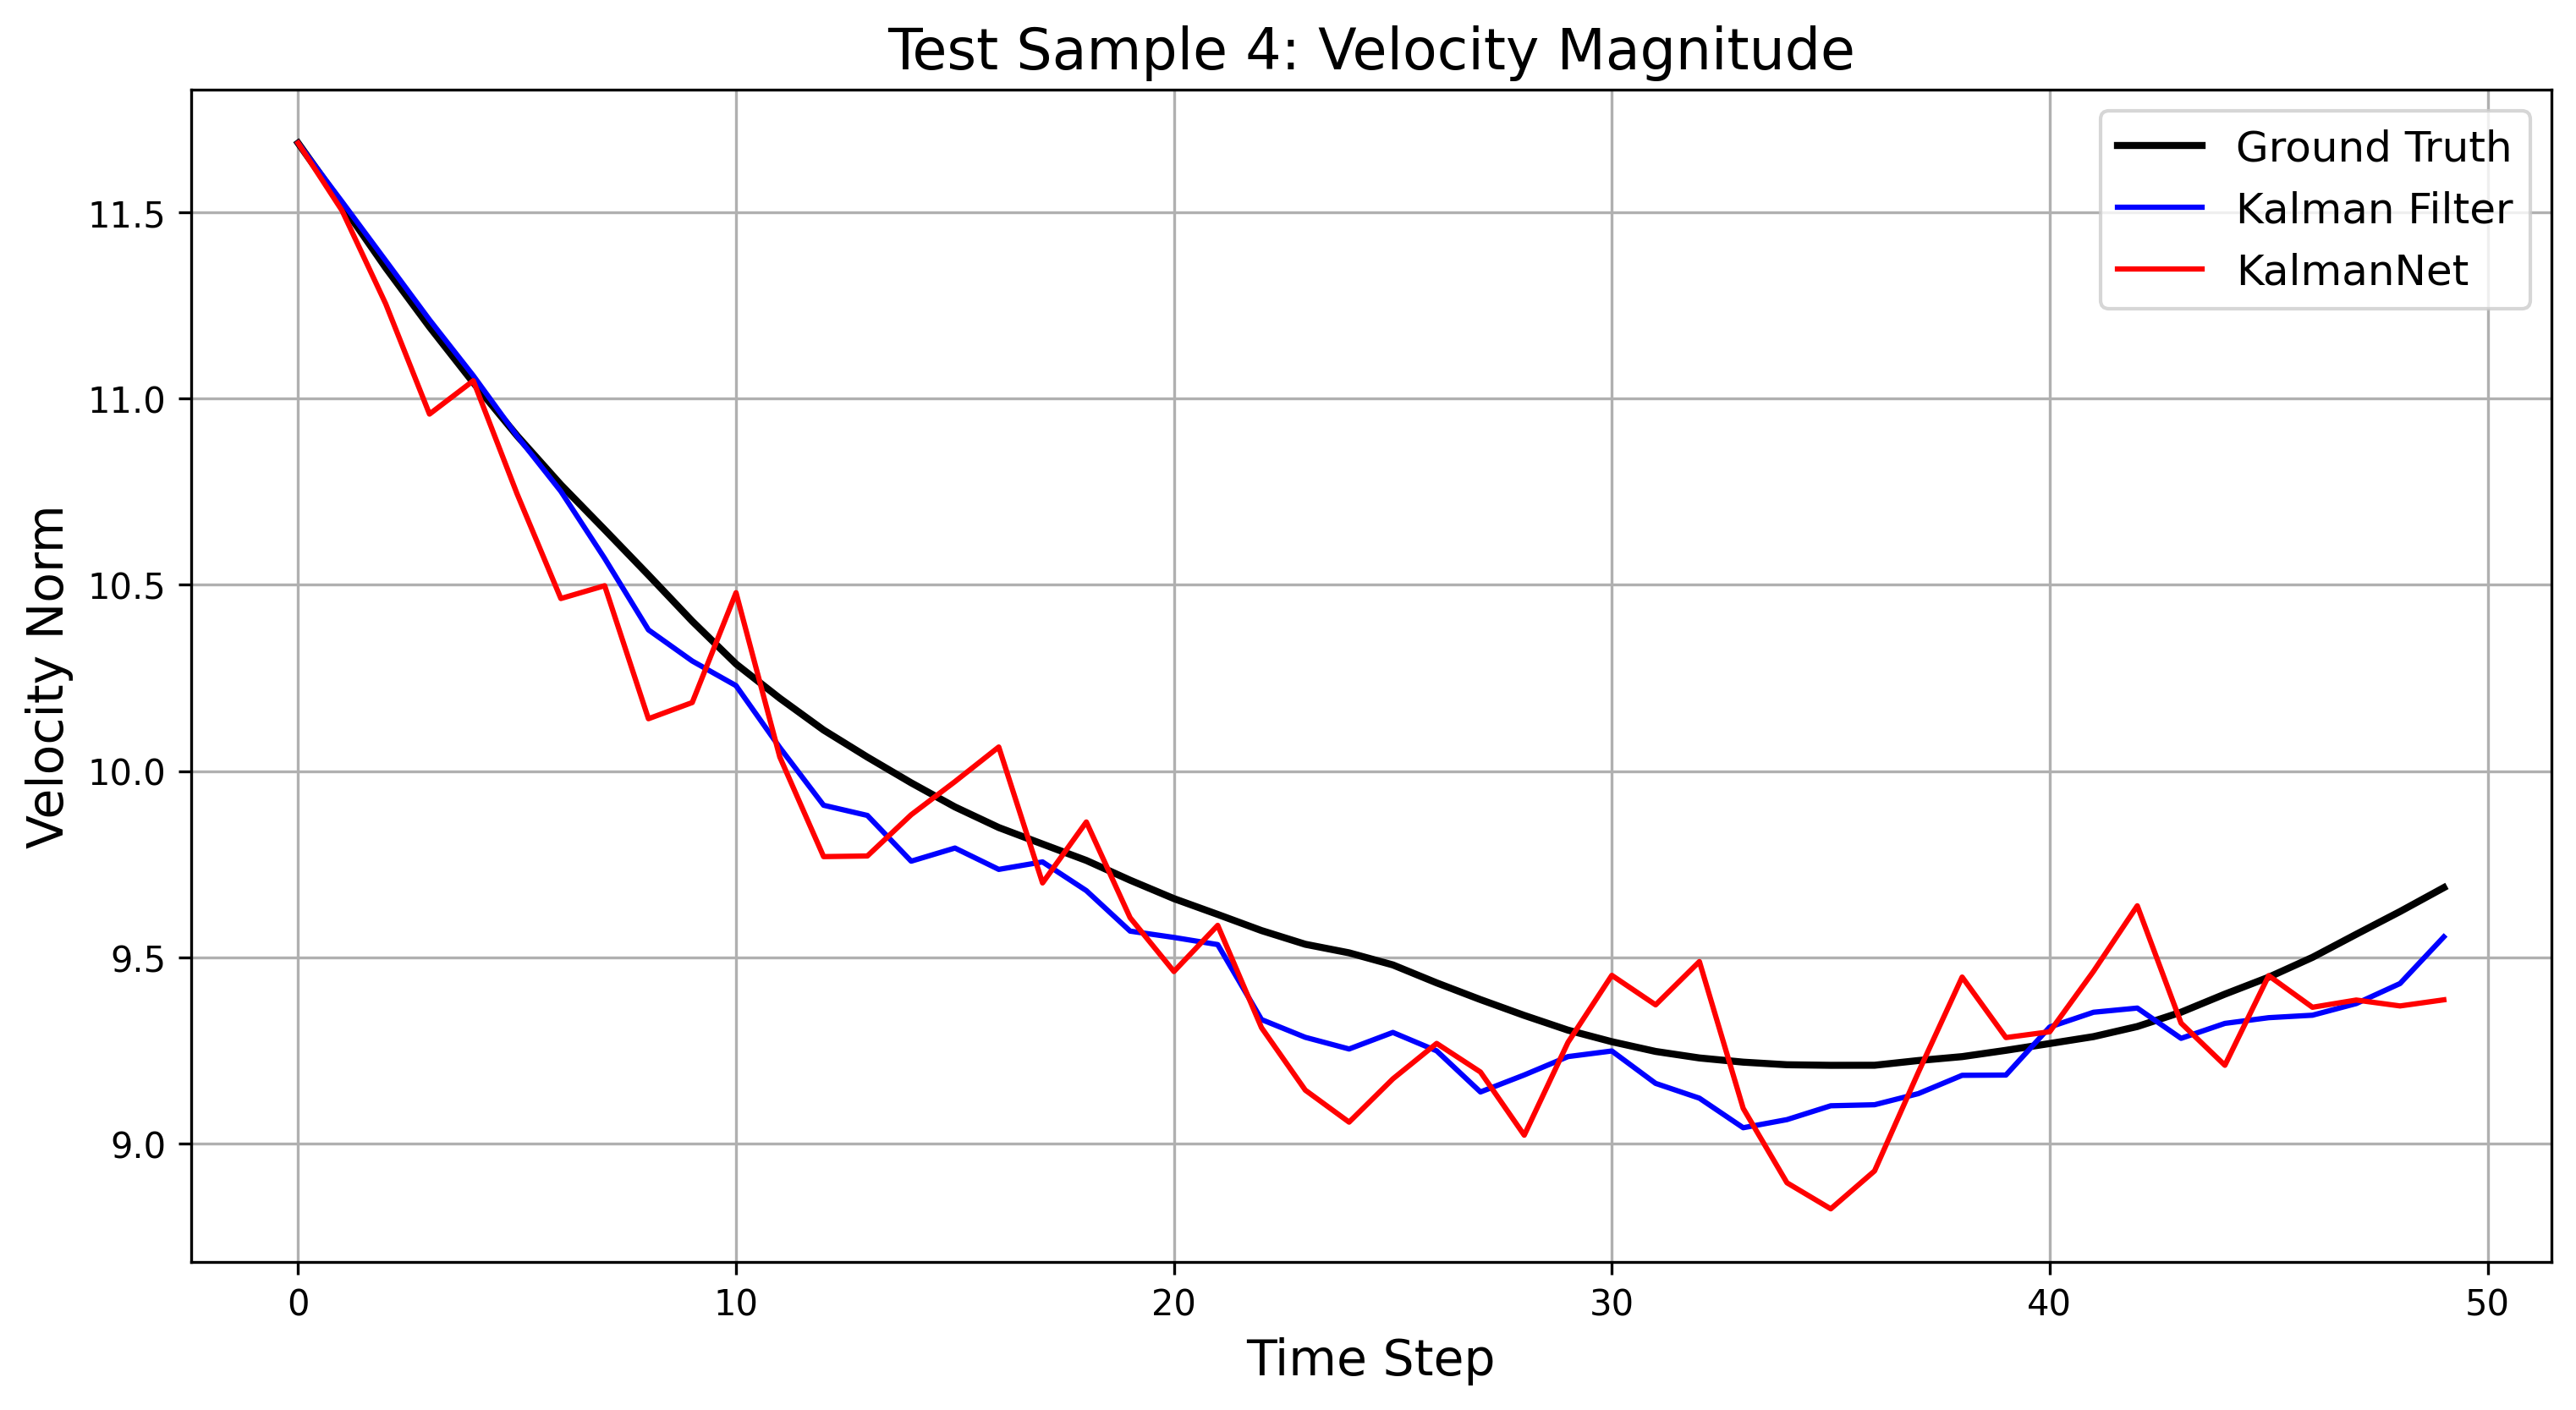 Test Sample 4: Velocity Magnitude
Ground Truth
Kalman Filter
KalmanNet
Velocity Norm
11.5
11.0
10.5
10.0
9.5
9.0
0 10 20 30 40 50
Time Step